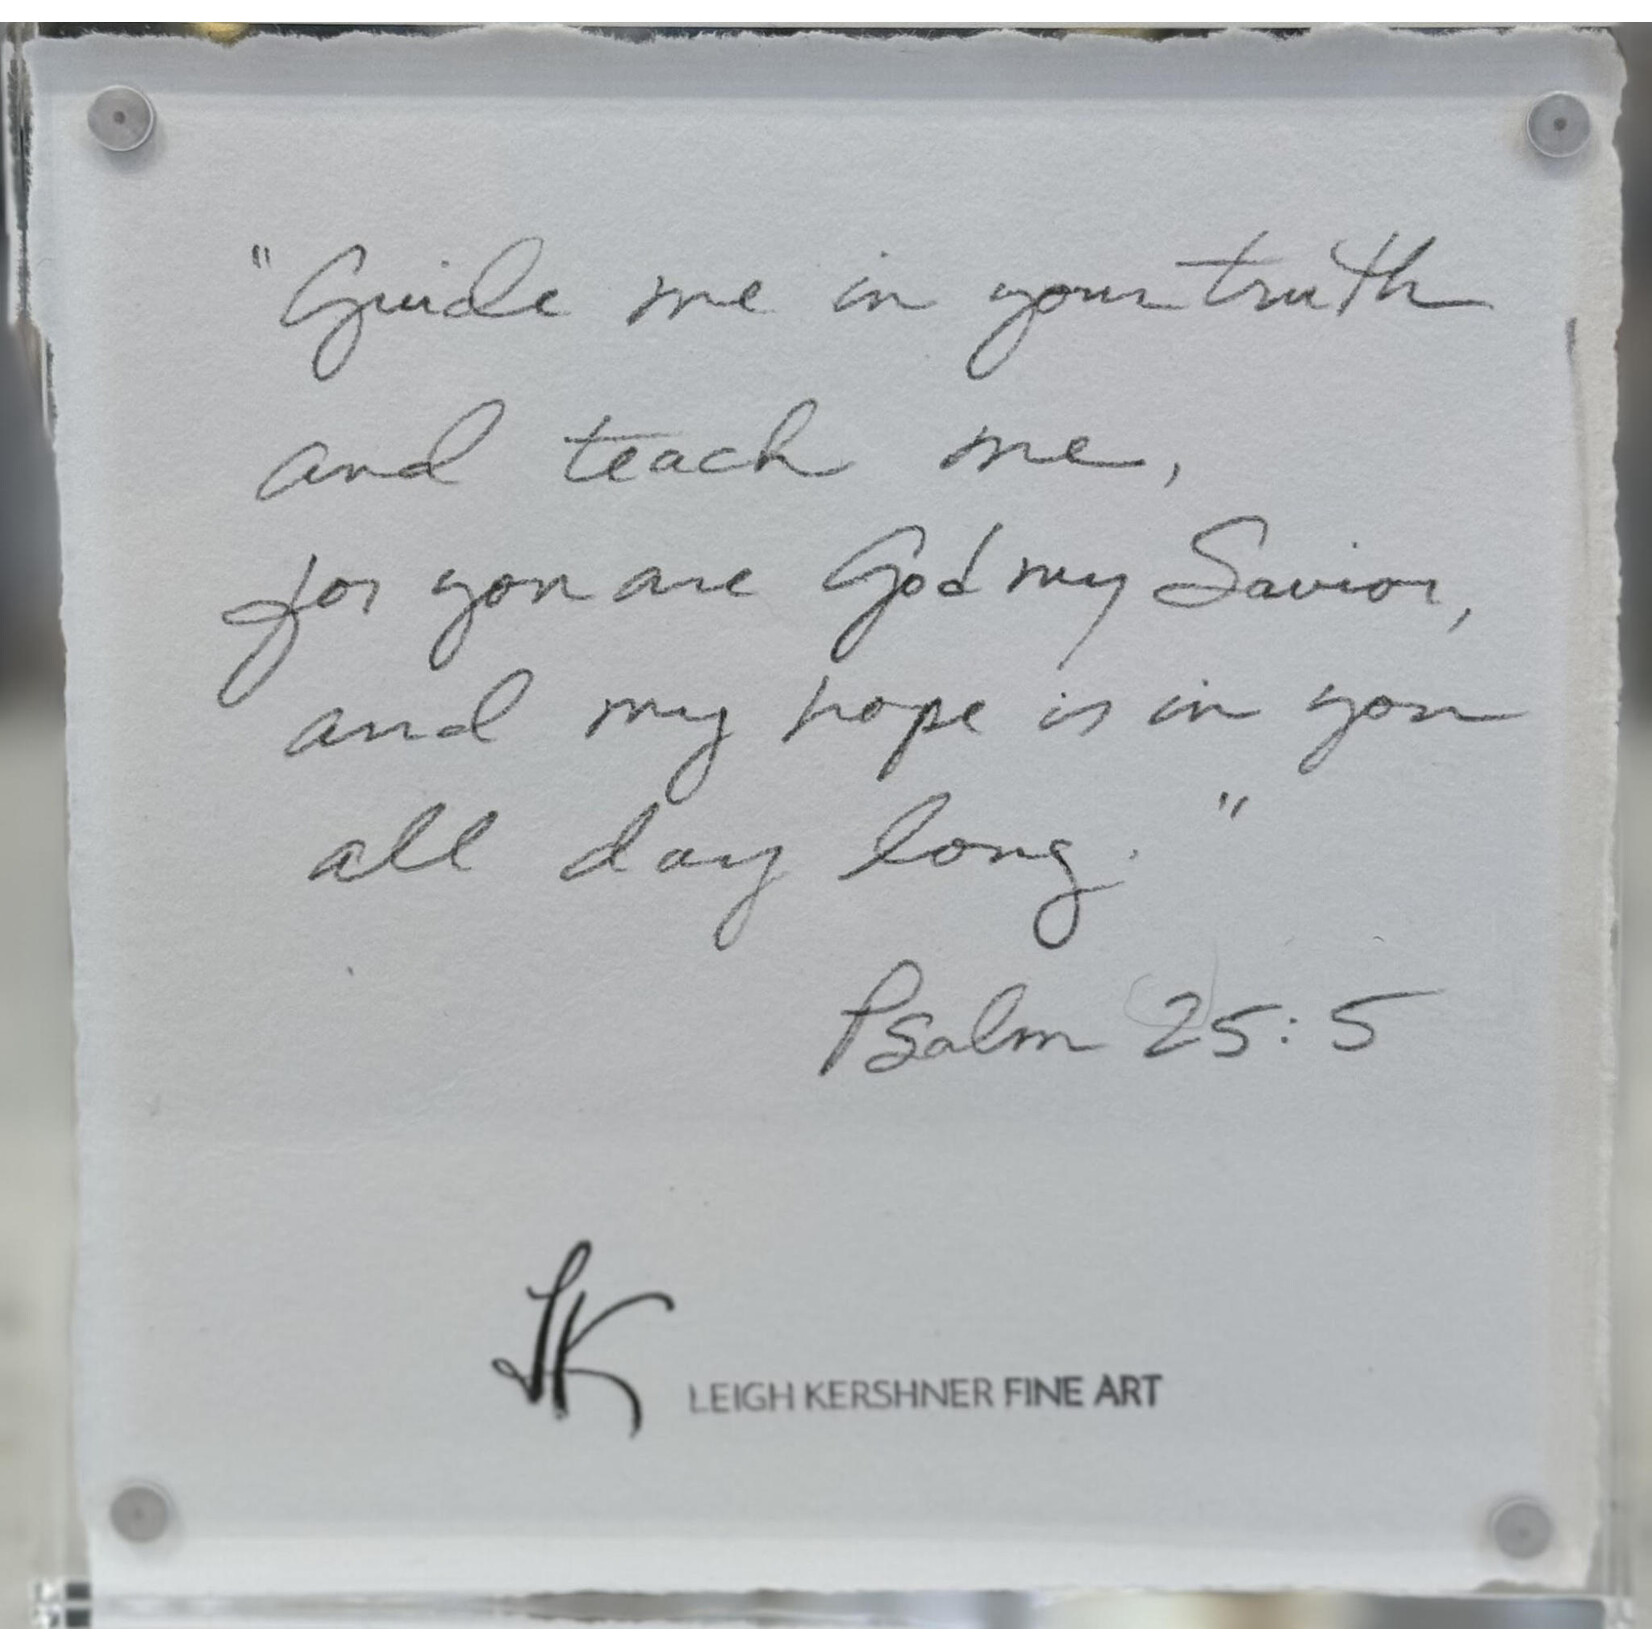 "Guide me in your truth
and teach me,
for you are God my Savior,
and my hope is in you
all day long."
Psalm 25:5
LK LEIGH KERSHNER FINE ART